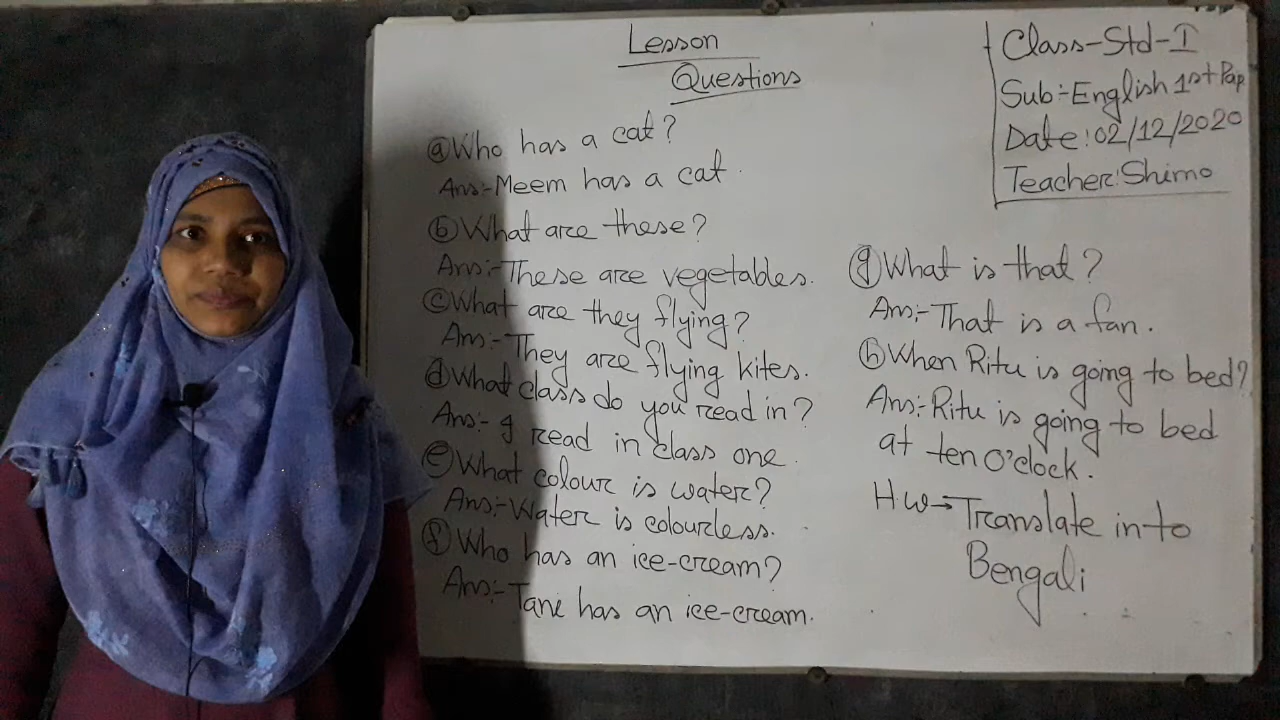 Lesson
Questions
Class-Std-I
Sub:-English 1st Pap
Date:02/12/2020
Teacher:Shimo
ⓐWho has a cat?
Ans:-Meem has a cat.
ⓑWhat are these?
Ans:-These are vegetables.
ⓒWhat are they flying?
Ans:-They are flying kites.
ⓓWhat class do you read in?
Ans:-I read in class one.
ⓔWhat colour is water?
Ans:-Water is colourless.
ⓕWho has an ice-cream?
Ans:-Tani has an ice-cream.
ⓖWhat is that?
Ans:-That is a fan.
ⓗWhen Ritu is going to bed?
Ans:-Ritu is going to bed
at ten O'clock.
H.W→Translate into
Bengali